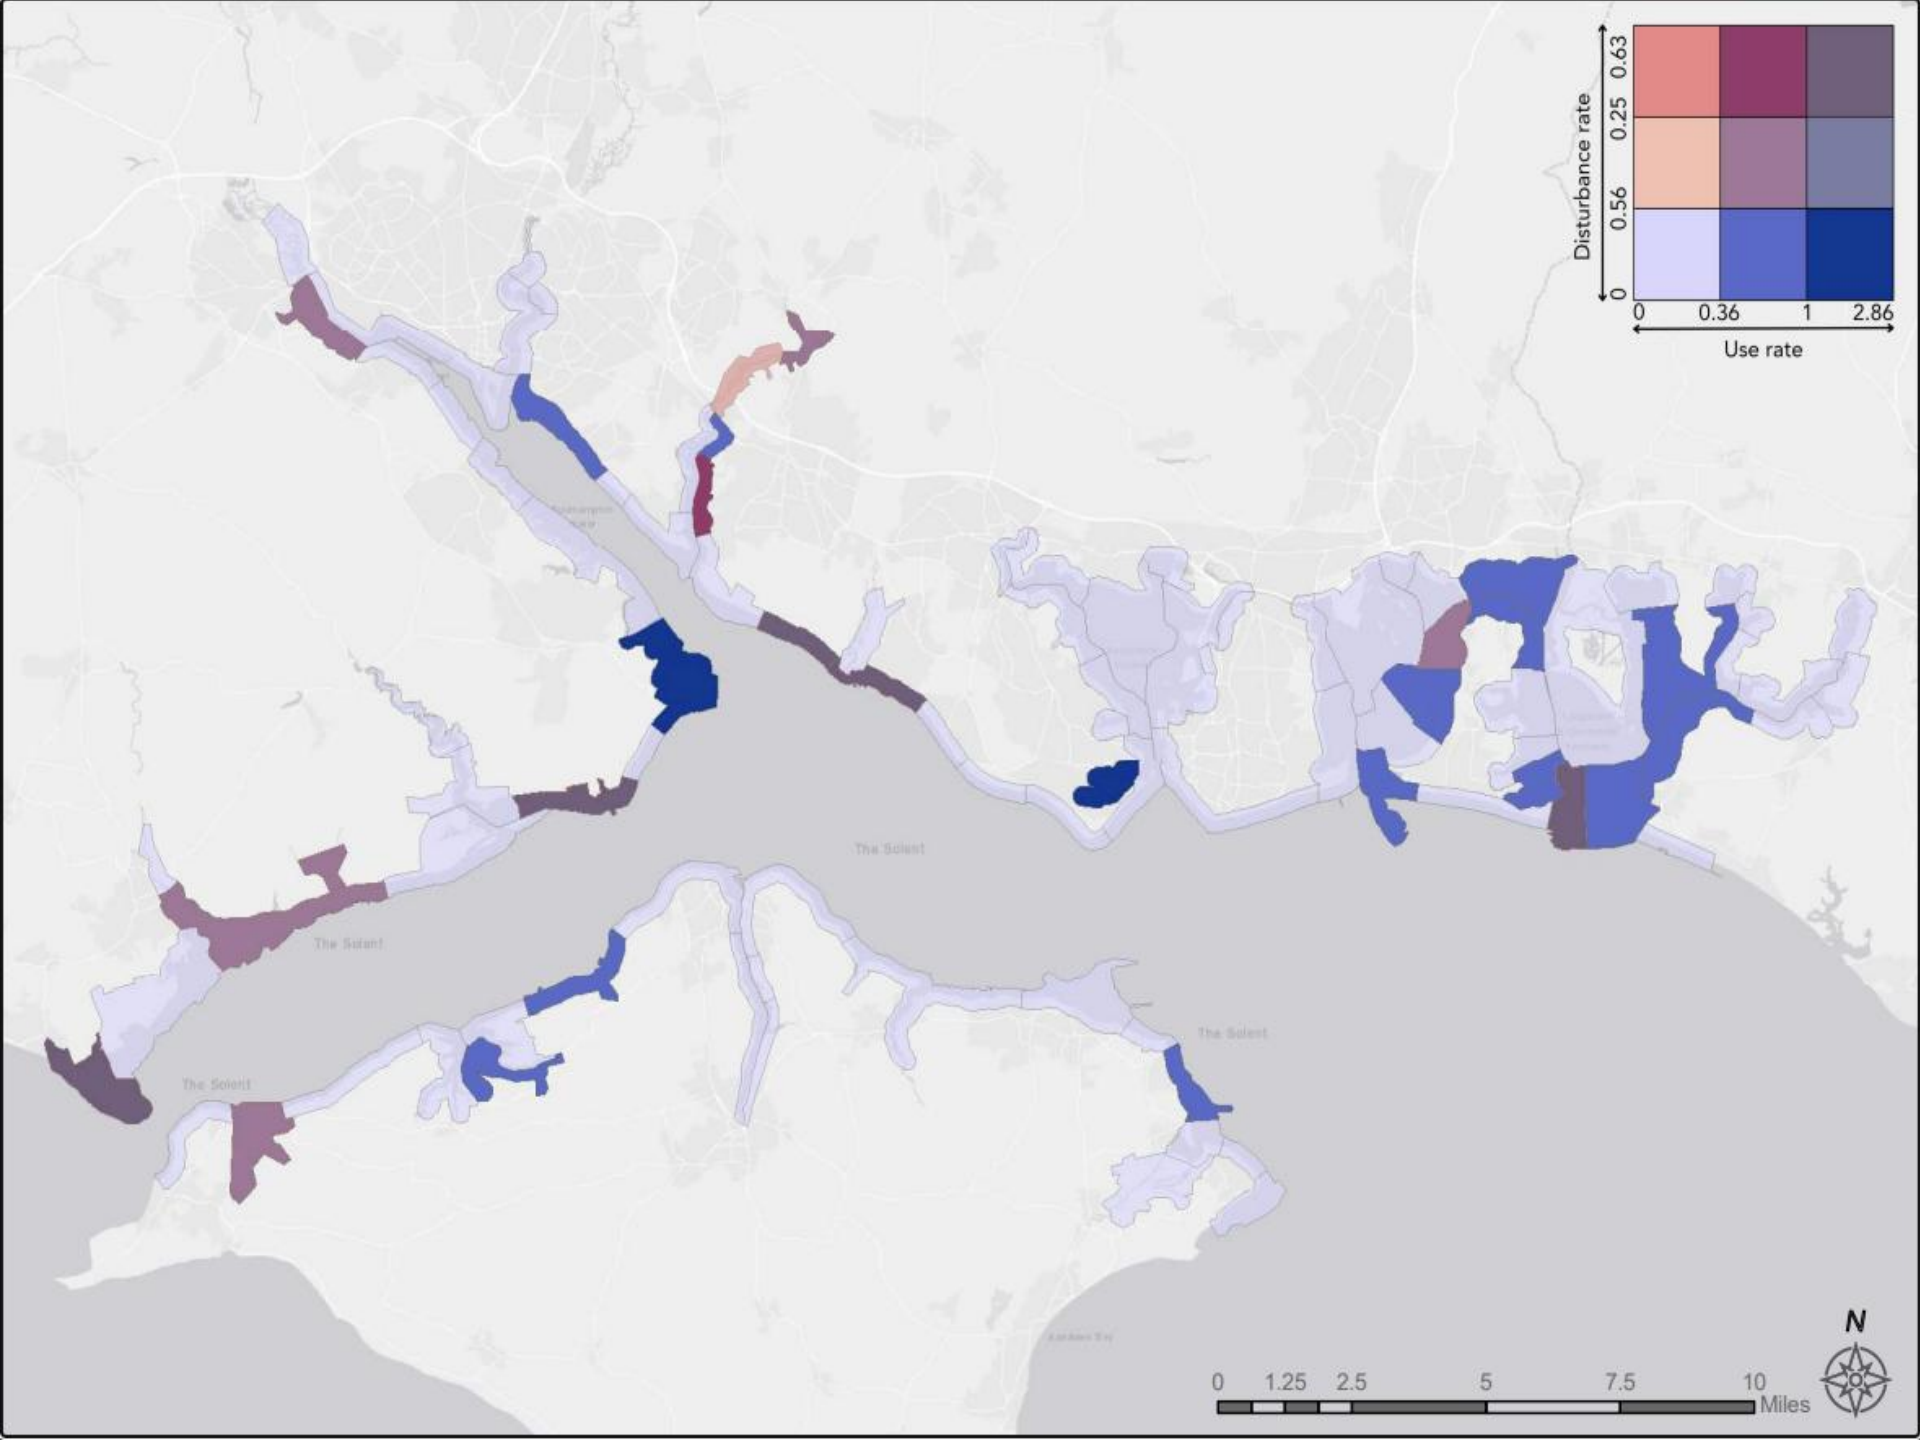 Disturbance rate
0.63
0.25
0.56
0
0
0.36
1
2.86
Use rate
The Solent
The Solent
The Solent
The Solent
N
0
1.25
2.5
5
7.5
10
Miles